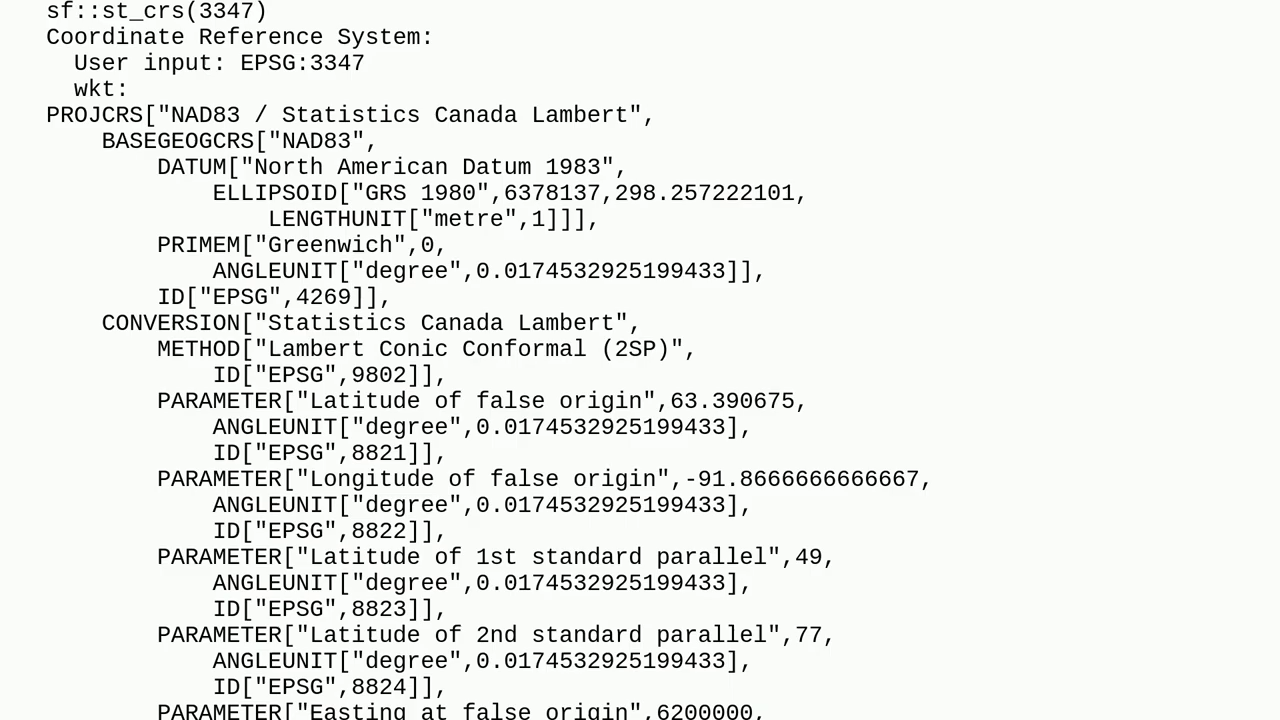 sf::st_crs(3347)
Coordinate Reference System:
  User input: EPSG:3347
  wkt:
PROJCRS["NAD83 / Statistics Canada Lambert",
    BASEGEOGCRS["NAD83",
        DATUM["North American Datum 1983",
            ELLIPSOID["GRS 1980",6378137,298.257222101,
                LENGTHUNIT["metre",1]]],
        PRIMEM["Greenwich",0,
            ANGLEUNIT["degree",0.0174532925199433]],
        ID["EPSG",4269]],
    CONVERSION["Statistics Canada Lambert",
        METHOD["Lambert Conic Conformal (2SP)",
            ID["EPSG",9802]],
        PARAMETER["Latitude of false origin",63.390675,
            ANGLEUNIT["degree",0.0174532925199433],
            ID["EPSG",8821]],
        PARAMETER["Longitude of false origin",-91.8666666666667,
            ANGLEUNIT["degree",0.0174532925199433],
            ID["EPSG",8822]],
        PARAMETER["Latitude of 1st standard parallel",49,
            ANGLEUNIT["degree",0.0174532925199433],
            ID["EPSG",8823]],
        PARAMETER["Latitude of 2nd standard parallel",77,
            ANGLEUNIT["degree",0.0174532925199433],
            ID["EPSG",8824]],
        PARAMETER["Easting at false origin",6200000,